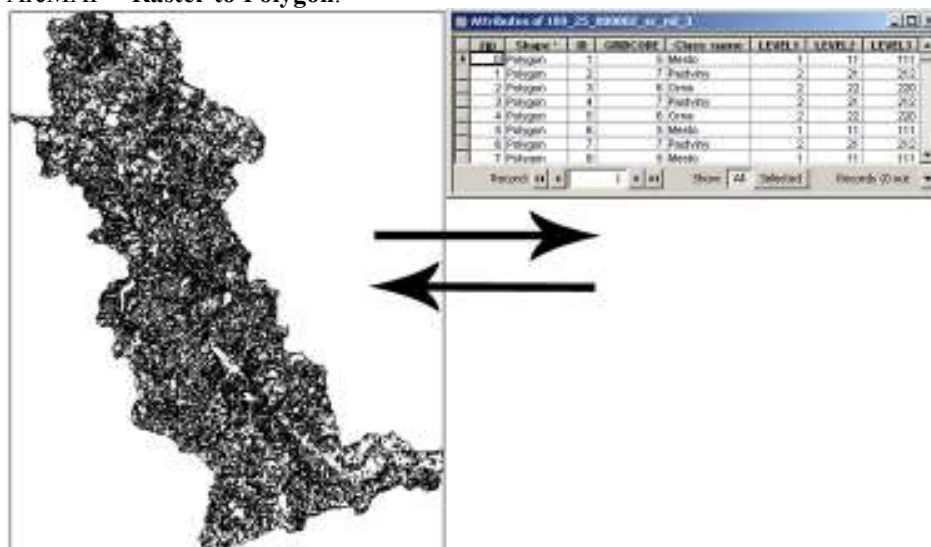 ArcMAP – Raster to Polygon.
Attributes of
FID Shape * ID GRIDCODE Class_name LEVEL1 LEVEL2 LEVEL3
0 Polygon 1 5 Mesto 1 11 111
1 Polygon 2 7 2 21 212
2 Polygon 3 6 Orna 2 22 220
3 Polygon 4 7 2 21 212
4 Polygon 5 6 Orna 2 22 220
5 Polygon 6 5 Mesto 1 11 111
6 Polygon 7 7 2 21 212
7 Polygon 8 5 Mesto 1 11 111
Record: 1 Show: All Selected Records (0 out